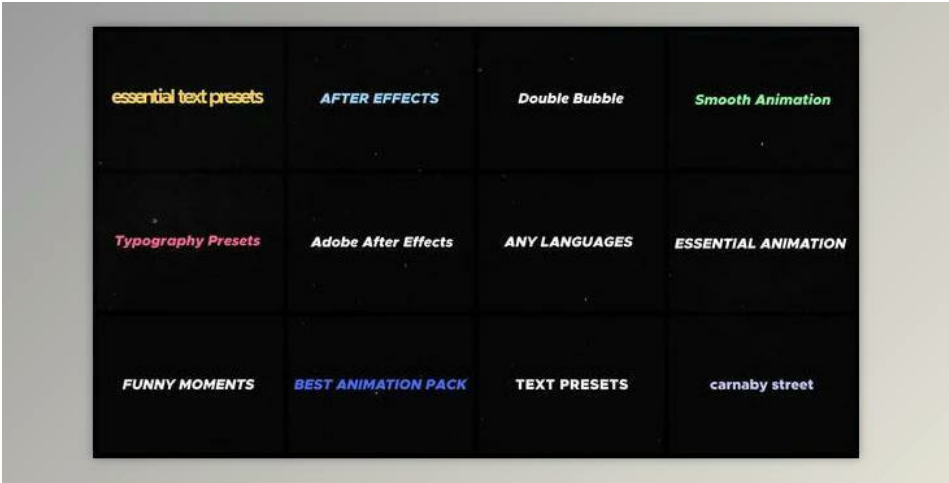 essential text presets
AFTER EFFECTS
Double Bubble
Smooth Animation
Typography Presets
Adobe After Effects
ANY LANGUAGES
ESSENTIAL ANIMATION
FUNNY MOMENTS
BEST ANIMATION PACK
TEXT PRESETS
carnaby street